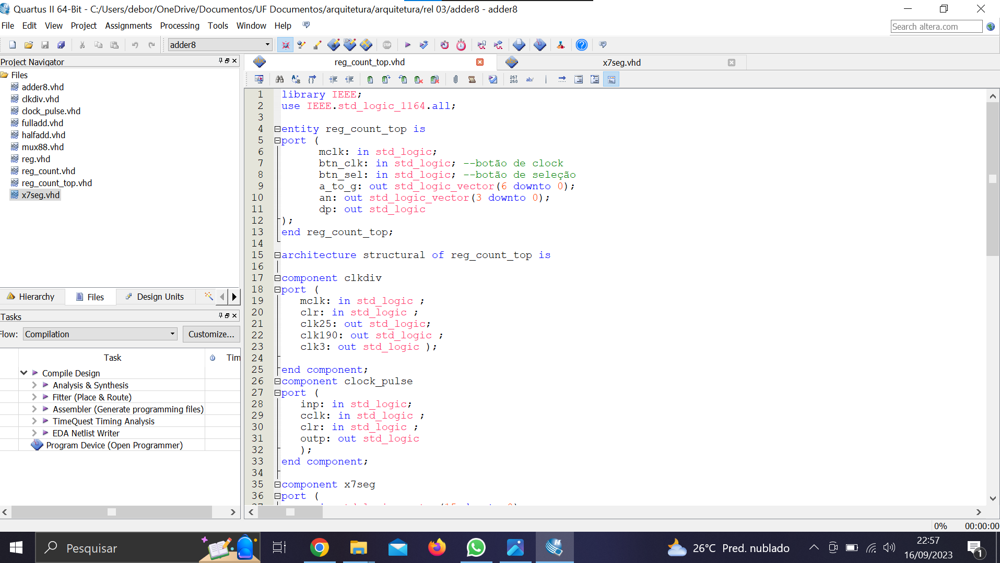 Quartus II 64-Bit - C:/Users/debor/OneDrive/Documentos/UF Documentos/arquitetura/arquitetura/rel 03/adder8 - adder8
File Edit View Project Assignments Processing Tools Window Help
Search altera.com
adder8
STOP
Project Navigator
Files
adder8.vhd
clkdiv.vhd
clock_pulse.vhd
fulladd.vhd
halfadd.vhd
mux88.vhd
reg.vhd
reg_count.vhd
reg_count_top.vhd
x7seg.vhd
Hierarchy Files Design Units
Tasks
Flow: Compilation Customize...
Task Tim
Compile Design
Analysis & Synthesis
Fitter (Place & Route)
Assembler (Generate programming files)
TimeQuest Timing Analysis
EDA Netlist Writer
Program Device (Open Programmer)
reg_count_top.vhd x7seg.vhd
267
268 ab/
1 library IEEE;
2 use IEEE.std_logic_1164.all;
3
4 entity reg_count_top is
5 port (
6 mclk: in std_logic;
7 btn_clk: in std_logic; --botão de clock
8 btn_sel: in std_logic; --botão de seleção
9 a_to_g: out std_logic_vector(6 downto 0);
10 an: out std_logic_vector(3 downto 0);
11 dp: out std_logic
12 );
13 end reg_count_top;
14
15 architecture structural of reg_count_top is
16
17 component clkdiv
18 port (
19 mclk: in std_logic ;
20 clr: in std_logic ;
21 clk25: out std_logic;
22 clk190: out std_logic ;
23 clk3: out std_logic );
24
25 end component;
26 component clock_pulse
27 port (
28 inp: in std_logic;
29 cclk: in std_logic ;
30 clr: in std_logic ;
31 outp: out std_logic
32 );
33 end component;
34
35 component x7seg
36 port (
0% 00:00:00
Pesquisar
26°C Pred. nublado
22:57
16/09/2023
1